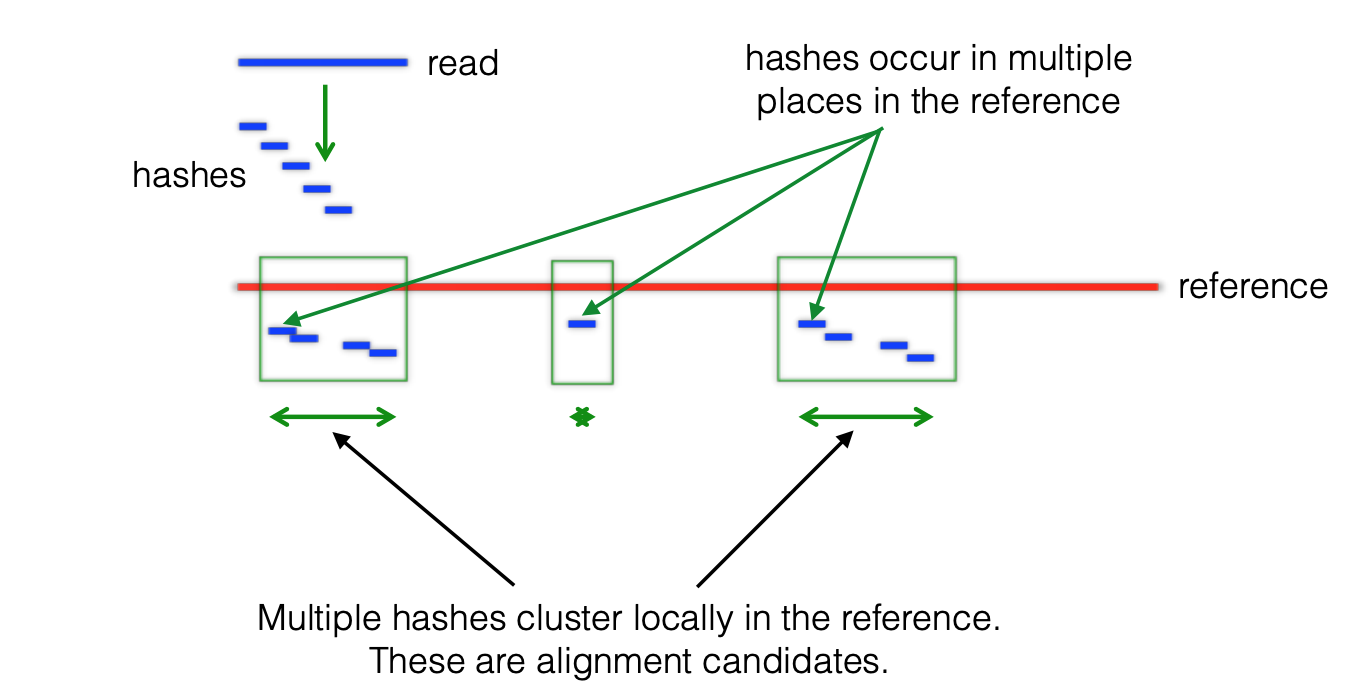 read
hashes occur in multiple
places in the reference
hashes
reference
Multiple hashes cluster locally in the reference.
These are alignment candidates.